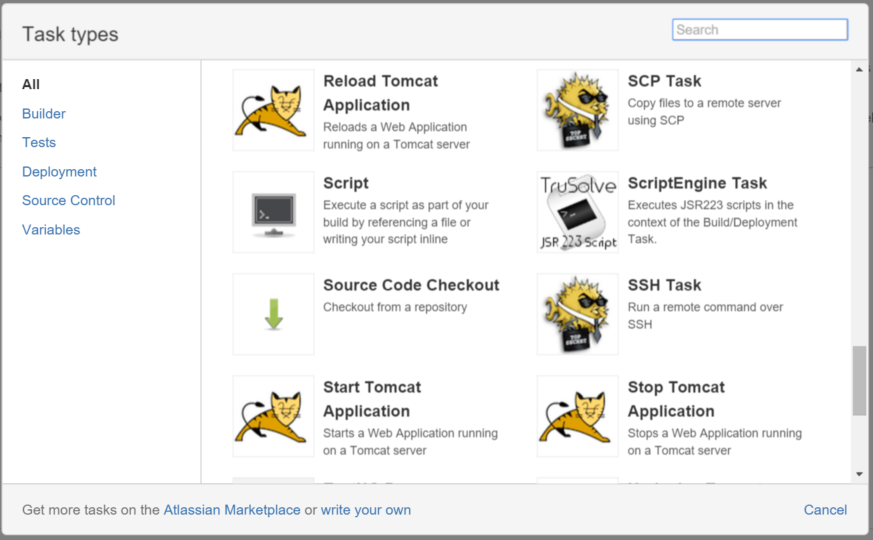 Task types
Search
All
Builder
Tests
Deployment
Source Control
Variables
Reload Tomcat
Application
Reloads a Web Application
running on a Tomcat server
SCP Task
Copy files to a remote server
using SCP
TOP
SECRET
Script
Execute a script as part of your
build by referencing a file or
writing your script inline
TruSolve
JSR 223 Script
ScriptEngine Task
Executes JSR223 scripts in the
context of the Build/Deployment
Task.
Source Code Checkout
Checkout from a repository
SSH Task
Run a remote command over
SSH
TOP
SECRET
Start Tomcat
Application
Starts a Web Application running
on a Tomcat server
Stop Tomcat
Application
Stops a Web Application running
on a Tomcat server
Get more tasks on the Atlassian Marketplace or write your own
Cancel